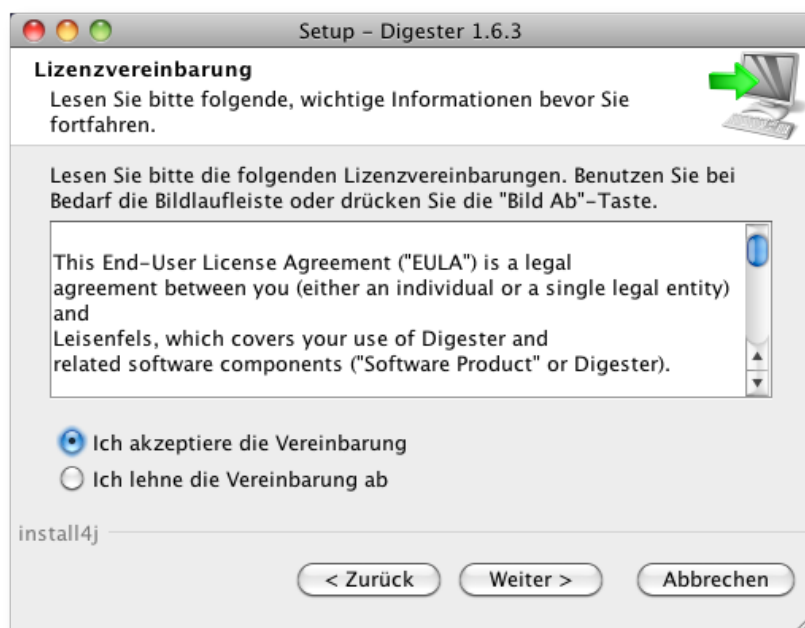 Setup – Digester 1.6.3
Lizenzvereinbarung
Lesen Sie bitte folgende, wichtige Informationen bevor Sie
fortfahren.
Lesen Sie bitte die folgenden Lizenzvereinbarungen. Benutzen Sie bei
Bedarf die Bildlaufleiste oder drücken Sie die "Bild Ab"-Taste.
This End-User License Agreement ("EULA") is a legal
agreement between you (either an individual or a single legal entity)
and
Leisenfels, which covers your use of Digester and
related software components ("Software Product" or Digester).
Ich akzeptiere die Vereinbarung
Ich lehne die Vereinbarung ab
install4j
< Zurück Weiter > Abbrechen